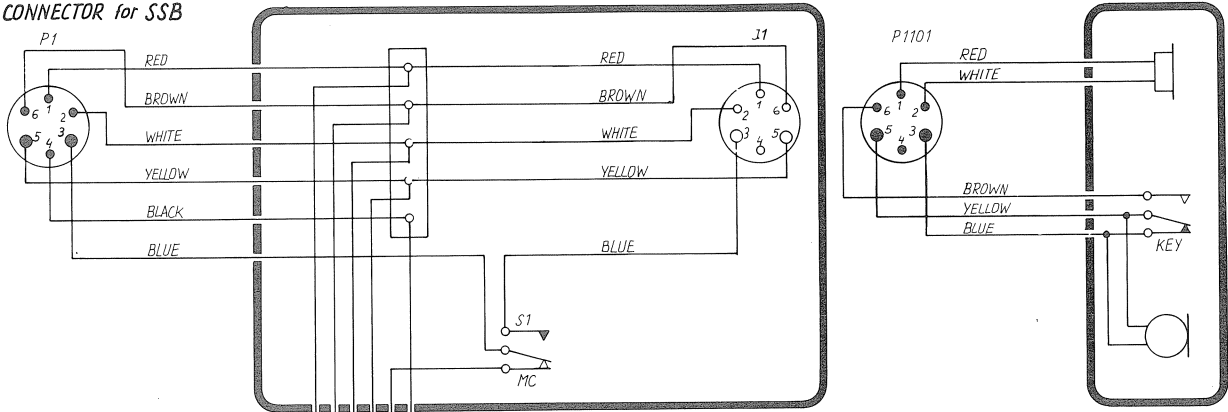 CONNECTOR for SSB
P1
J1
P1101
RED
RED
RED
WHITE
BROWN
BROWN
6 1 2
5 4 3
2 1 6
3 4 5
6 1 2
5 4 3
WHITE
WHITE
YELLOW
YELLOW
BROWN
BLACK
YELLOW
BLUE
BLUE
BLUE
KEY
S1
MC